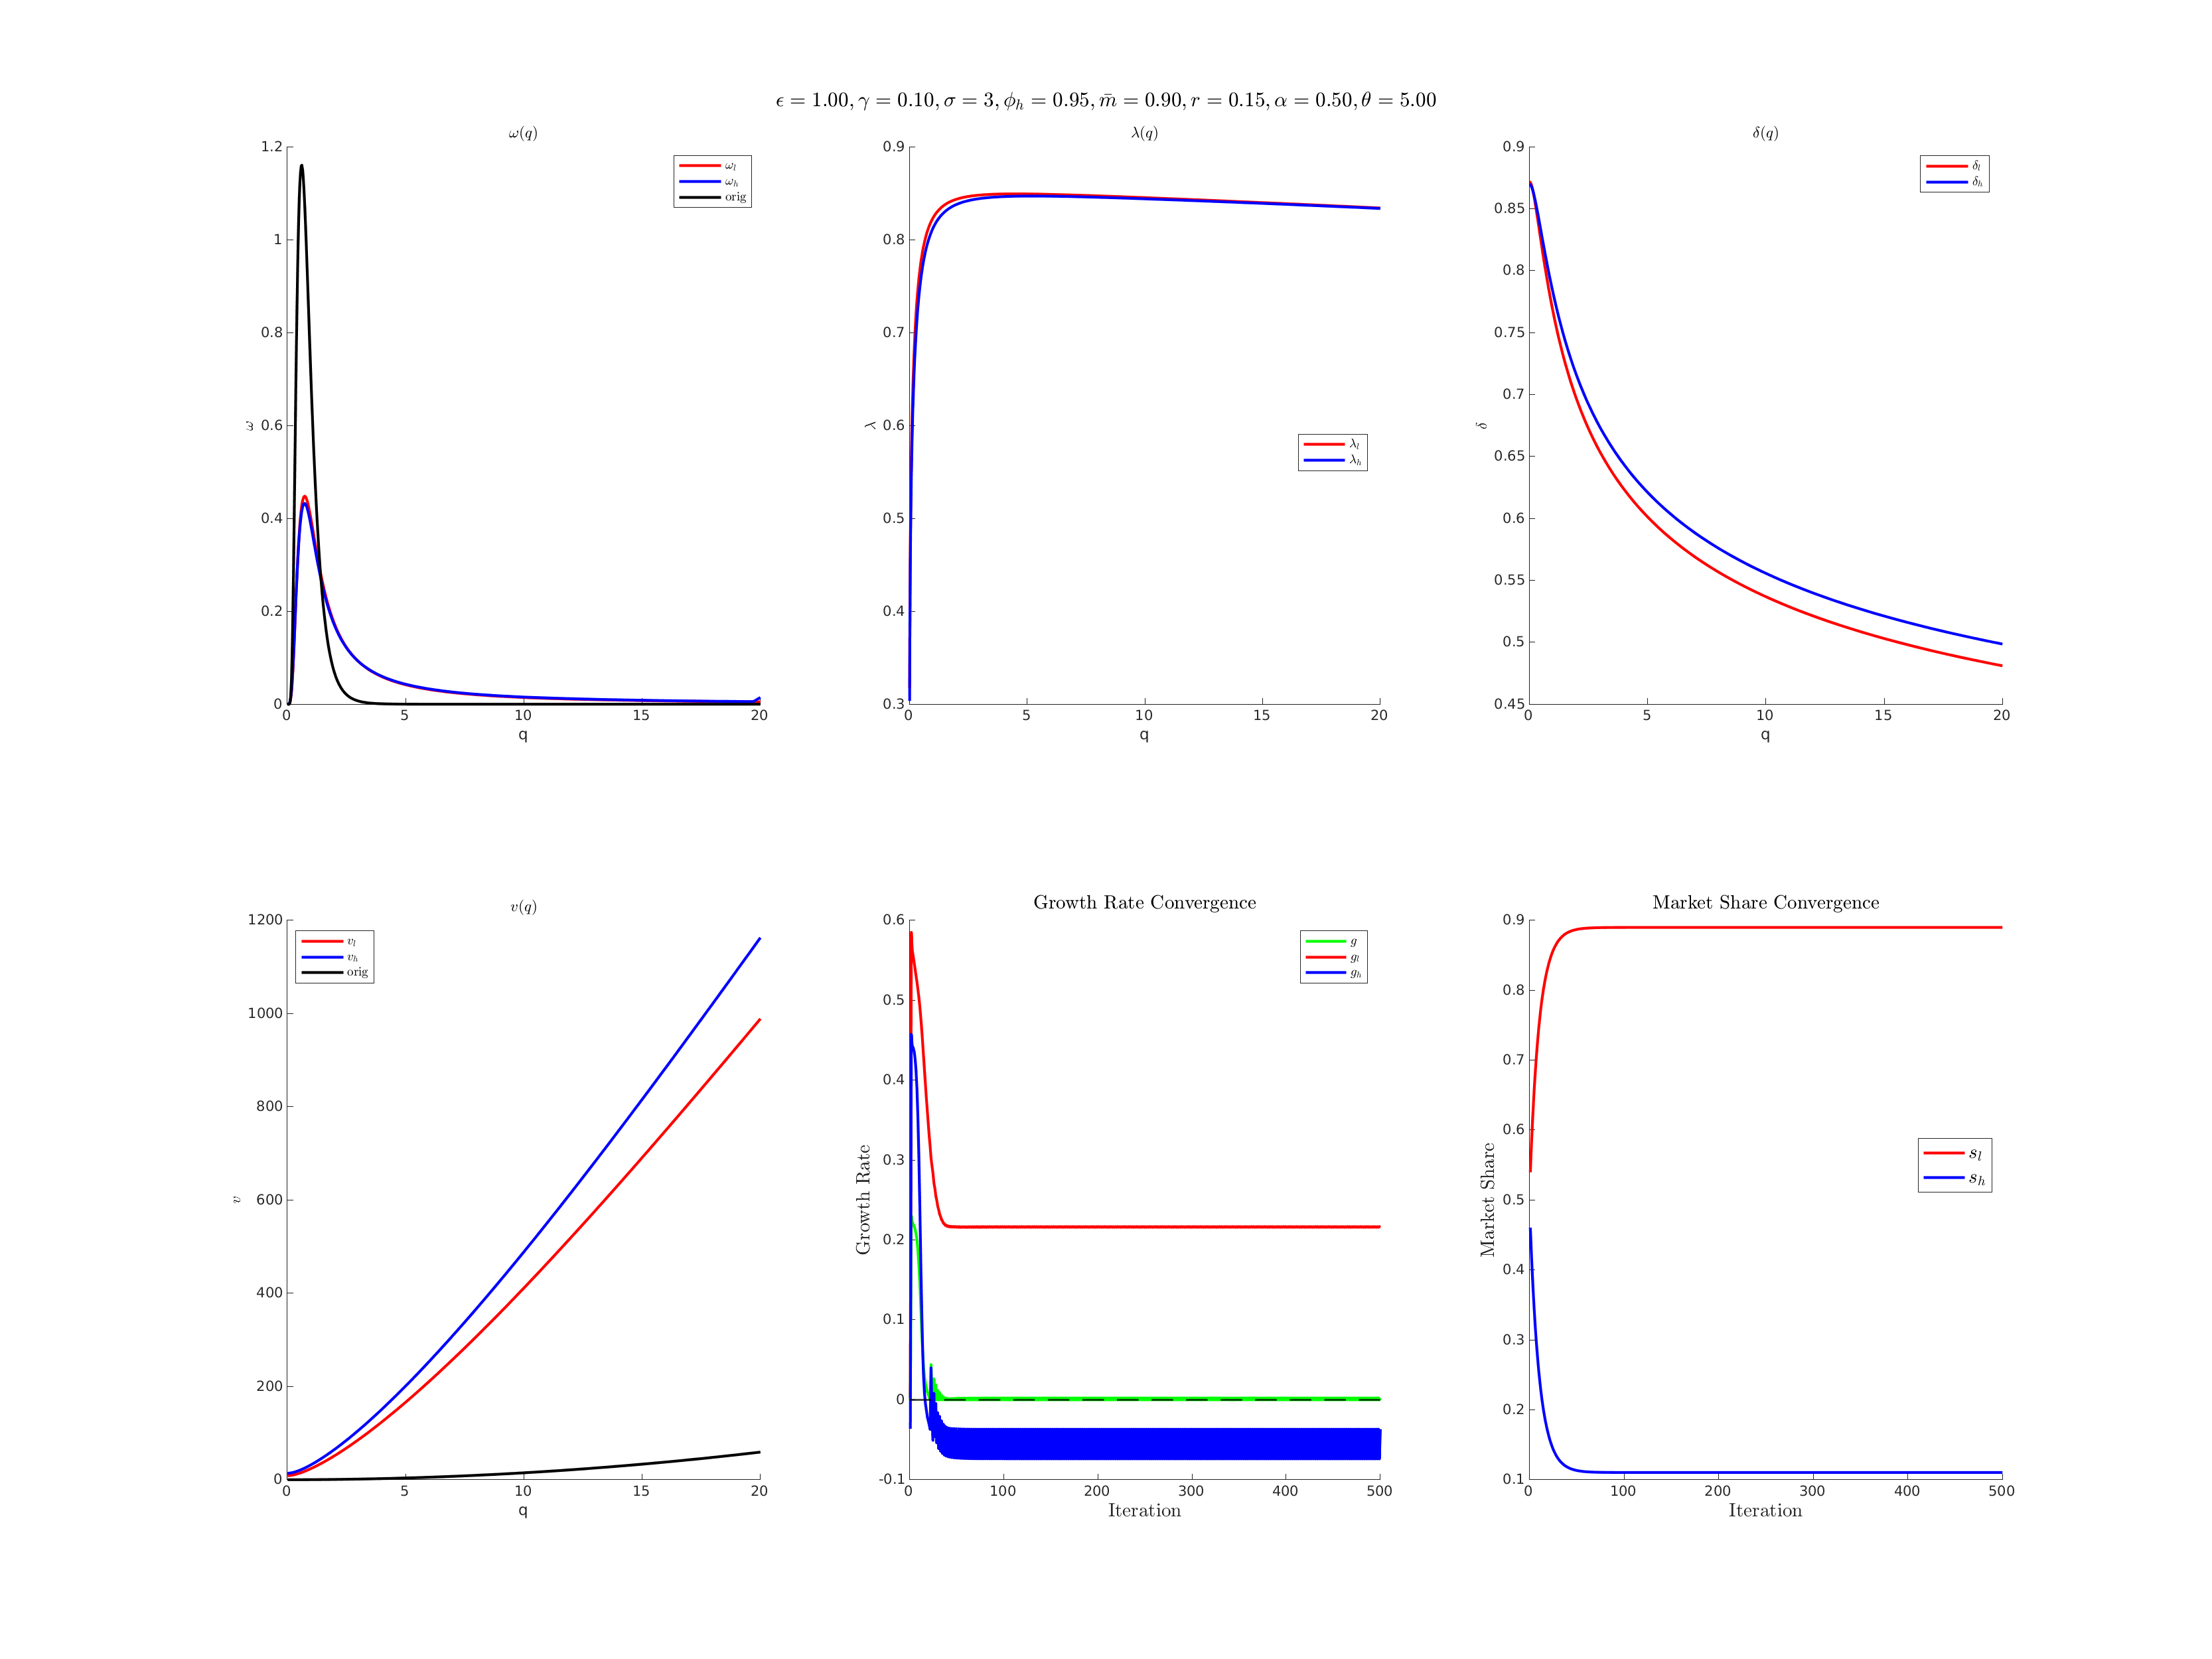 ϵ = 1.00, γ = 0.10, σ = 3, ϕ_h = 0.95, m̄ = 0.90, r = 0.15, α = 0.50, θ = 5.00
ω(q)
1.2
1
0.8
0.6
0.4
0.2
0
ω
0 5 10 15 20
q
ω_l
ω_h
orig
λ(q)
0.9
0.8
0.7
0.6
0.5
0.4
0.3
λ
0 5 10 15 20
q
λ_l
λ_h
δ(q)
0.9
0.85
0.8
0.75
0.7
0.65
0.6
0.55
0.5
0.45
δ
0 5 10 15 20
q
δ_l
δ_h
v(q)
1200
1000
800
600
400
200
0
v
0 5 10 15 20
q
v_l
v_h
orig
Growth Rate Convergence
0.6
0.5
0.4
0.3
0.2
0.1
0
-0.1
Growth Rate
0 100 200 300 400 500
Iteration
g
g_l
g_h
Market Share Convergence
0.9
0.8
0.7
0.6
0.5
0.4
0.3
0.2
0.1
Market Share
0 100 200 300 400 500
Iteration
s_l
s_h